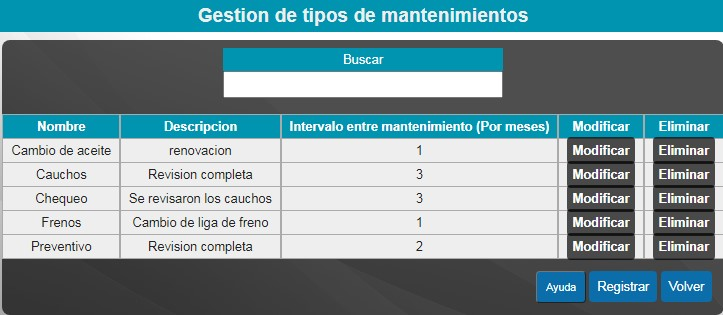 Gestion de tipos de mantenimientos
Buscar
Nombre Descripcion Intervalo entre mantenimiento (Por meses) Modificar Eliminar
Cambio de aceite renovacion 1 Modificar Eliminar
Cauchos Revision completa 3 Modificar Eliminar
Chequeo Se revisaron los cauchos 3 Modificar Eliminar
Frenos Cambio de liga de freno 1 Modificar Eliminar
Preventivo Revision completa 2 Modificar Eliminar
Ayuda Registrar Volver